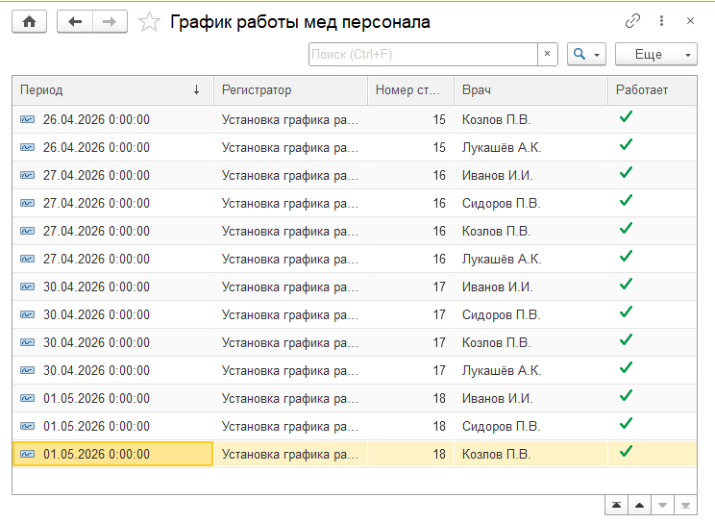 График работы мед персонала
Поиск (Ctrl+F) × Еще
Период ↓ Регистратор Номер ст... Врач Работает
26.04.2026 0:00:00 Установка графика ра... 15 Козлов П.В.
26.04.2026 0:00:00 Установка графика ра... 15 Лукашёв А.К.
27.04.2026 0:00:00 Установка графика ра... 16 Иванов И.И.
27.04.2026 0:00:00 Установка графика ра... 16 Сидоров П.В.
27.04.2026 0:00:00 Установка графика ра... 16 Козлов П.В.
27.04.2026 0:00:00 Установка графика ра... 16 Лукашёв А.К.
30.04.2026 0:00:00 Установка графика ра... 17 Иванов И.И.
30.04.2026 0:00:00 Установка графика ра... 17 Сидоров П.В.
30.04.2026 0:00:00 Установка графика ра... 17 Козлов П.В.
30.04.2026 0:00:00 Установка графика ра... 17 Лукашёв А.К.
01.05.2026 0:00:00 Установка графика ра... 18 Иванов И.И.
01.05.2026 0:00:00 Установка графика ра... 18 Сидоров П.В.
01.05.2026 0:00:00 Установка графика ра... 18 Козлов П.В.